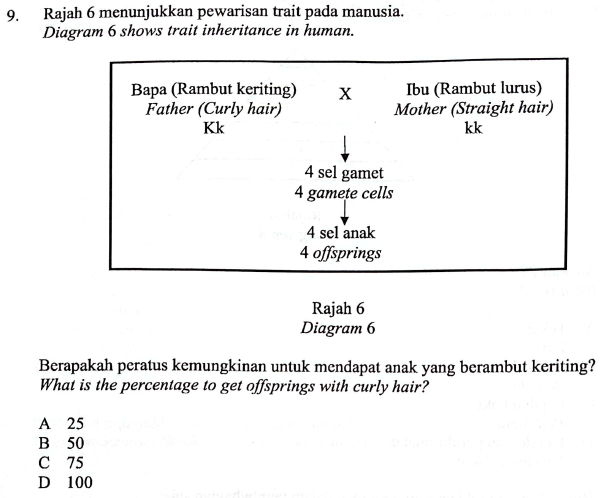 9. Rajah 6 menunjukkan pewarisan trait pada manusia.
Diagram 6 shows trait inheritance in human.
Bapa (Rambut keriting) X Ibu (Rambut lurus)
Father (Curly hair) Mother (Straight hair)
Kk kk
4 sel gamet
4 gamete cells
4 sel anak
4 offsprings
Rajah 6
Diagram 6
Berapakah peratus kemungkinan untuk mendapat anak yang berambut keriting?
What is the percentage to get offsprings with curly hair?
A 25
B 50
C 75
D 100